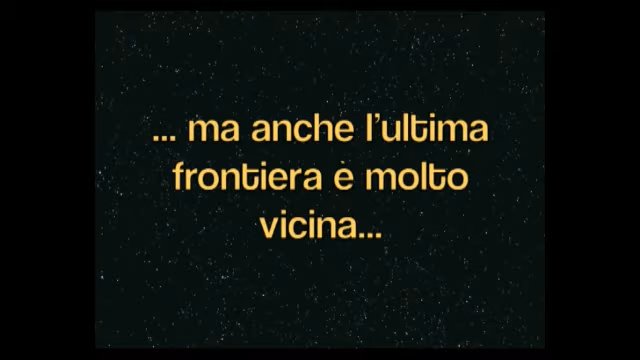 ... ma anche l'ultima
frontiera è molto
vicina...